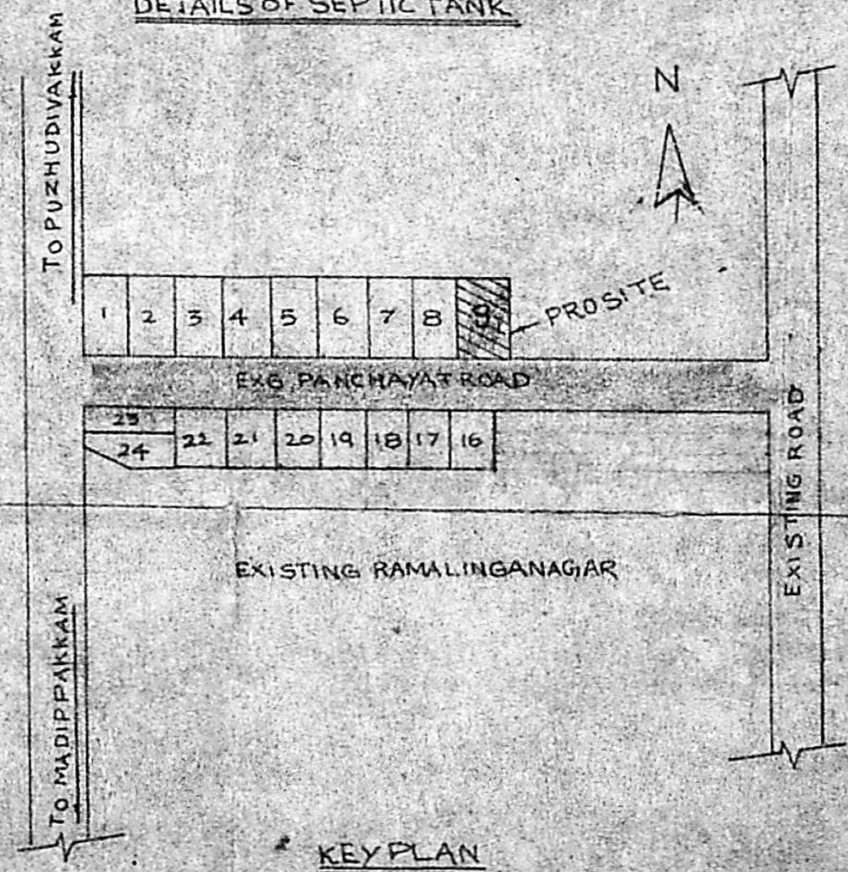 DETAILS OF SEPTIC TANK
TO PUZHUDIVAKKAM
N
1 2 3 4 5 6 7 8 9
PROSITE
EXG. PANCHAYAT ROAD
22 21 20 19 18 17 16
24
EXISTING ROAD
EXISTING RAMALINGANAGAR
TO MADIPPAKKAM
KEY PLAN